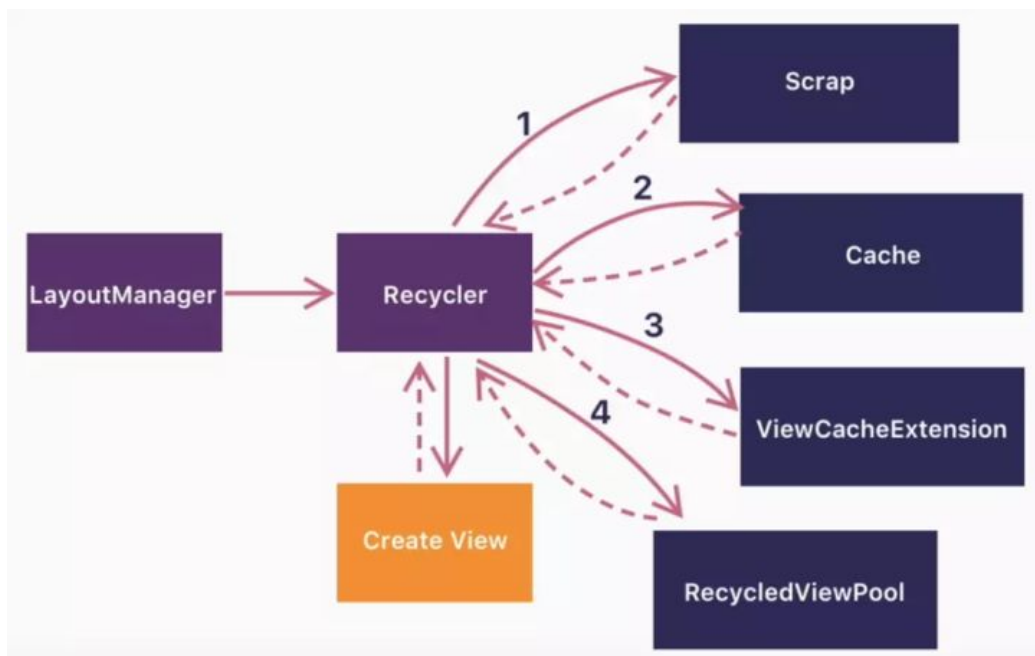 Scrap
1
2
Cache
LayoutManager
Recycler
3
4
ViewCacheExtension
Create View
RecycledViewPool